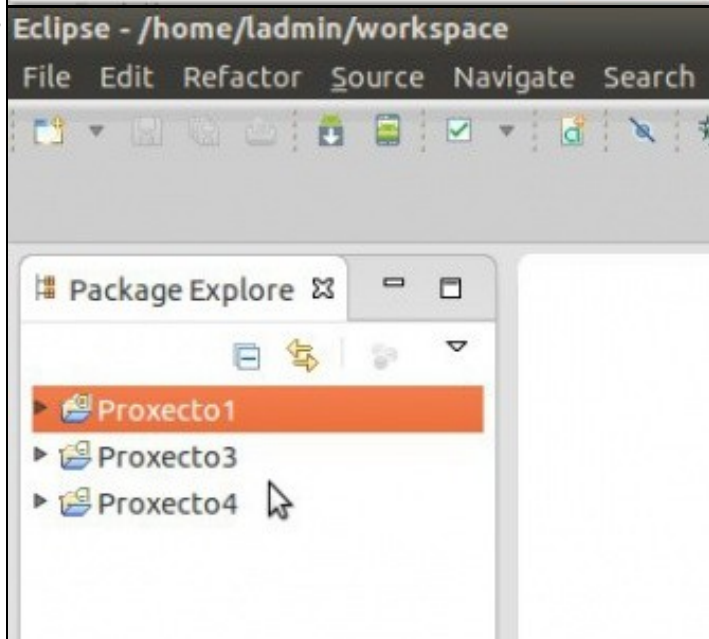 Eclipse - /home/ladmin/workspace
File Edit Refactor Source Navigate Search
Package Explore
Proxecto1
Proxecto3
Proxecto4